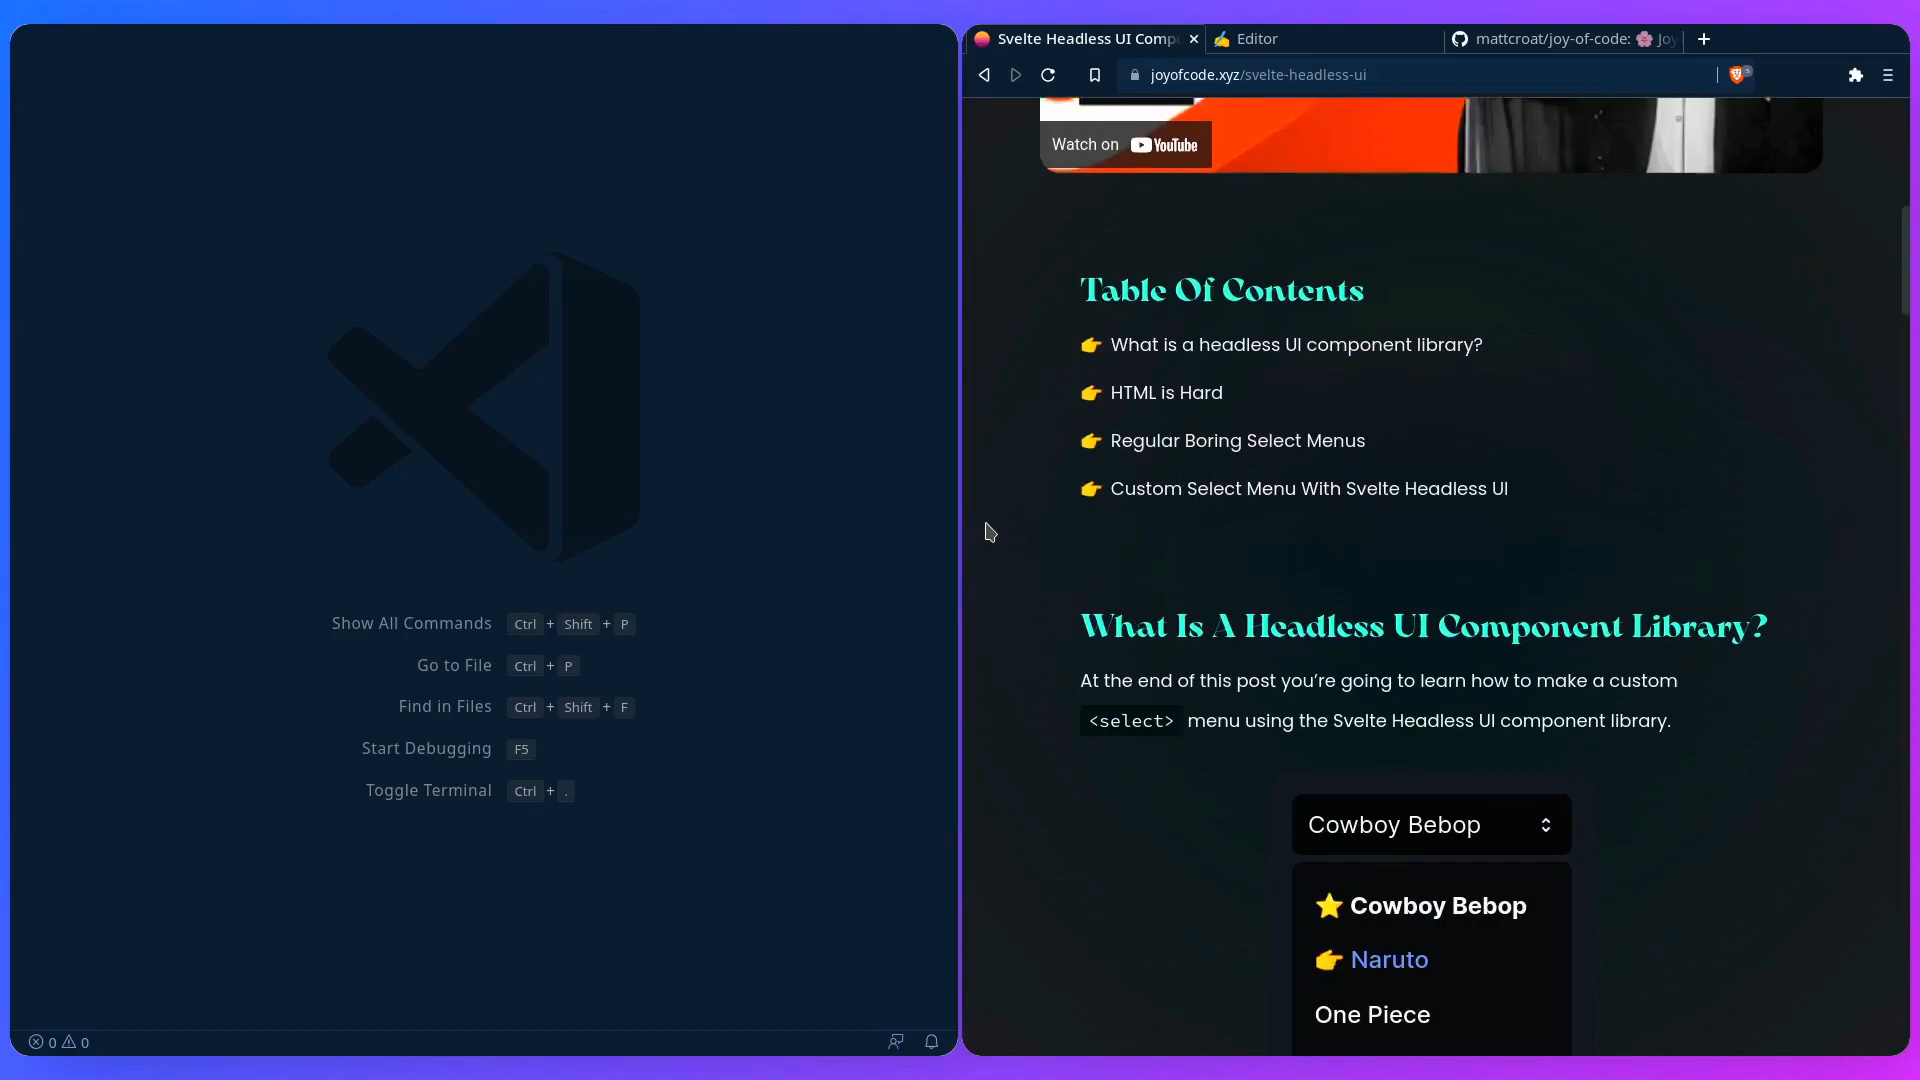 Show All Commands Ctrl + Shift + P
Go to File Ctrl + P
Find in Files Ctrl + Shift + F
Start Debugging F5
Toggle Terminal Ctrl + .
0 0
Svelte Headless UI Comp
Editor
mattcroat/joy-of-code: 🌸 Joy
joyofcode.xyz/svelte-headless-ui
5
Watch on YouTube
Table Of Contents
👉 What is a headless UI component library?
👉 HTML is Hard
👉 Regular Boring Select Menus
👉 Custom Select Menu With Svelte Headless UI
What Is A Headless UI Component Library?
At the end of this post you’re going to learn how to make a custom
<select> menu using the Svelte Headless UI component library.
Cowboy Bebop
⭐ Cowboy Bebop
👉 Naruto
One Piece